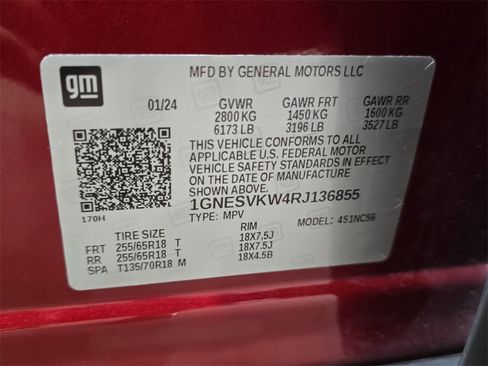 gm
MFD BY GENERAL MOTORS LLC
01/24 GVWR GAWR FRT GAWR RR
2800 KG 1450 KG 1600 KG
6173 LB 3196 LB 3527 LB
THIS VEHICLE CONFORMS TO ALL
APPLICABLE U.S. FEDERAL MOTOR
VEHICLE SAFETY STANDARDS IN EFFECT
ON THE DATE OF MANUFACTURE
SHOWN ABOVE.
1GNESVKW4RJ136855
170H TYPE: MPV MODEL: 451NC56
TIRE SIZE RIM
FRT 255/65R18 T 18X7.5J
RR 255/65R18 T 18X7.5J
SPA T135/70R18 M 18X4.5B